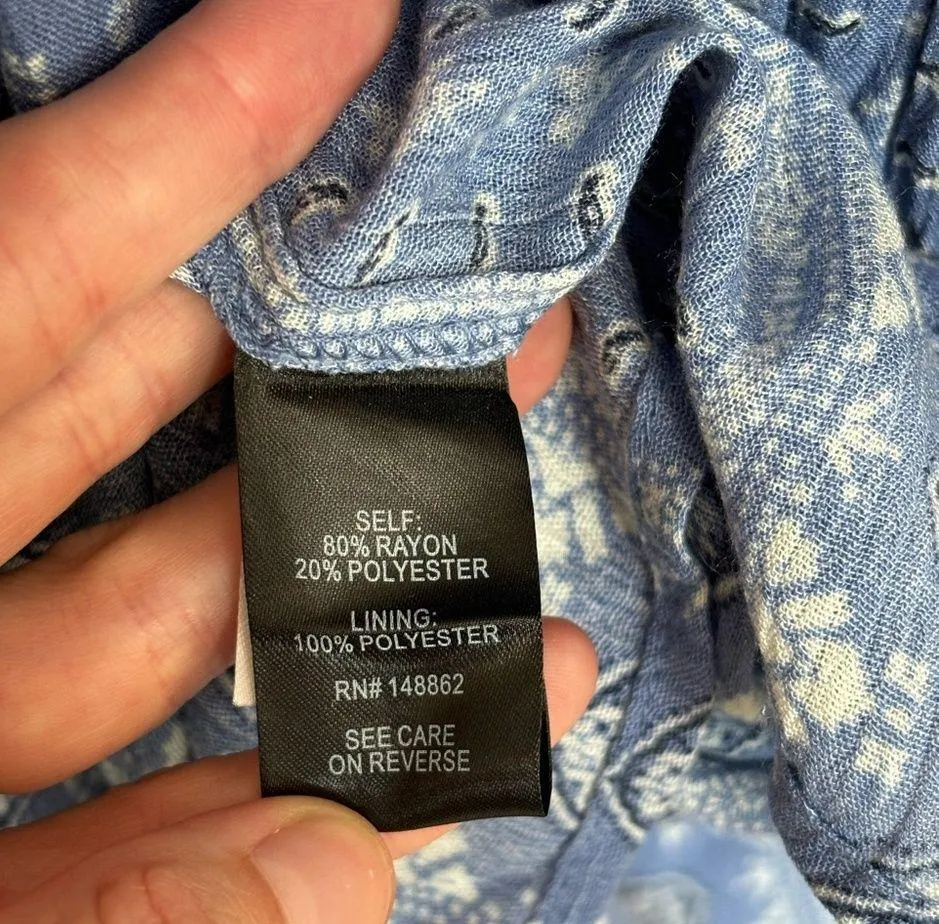 SELF:
80% RAYON
20% POLYESTER
LINING:
100% POLYESTER
RN# 148862
SEE CARE
ON REVERSE